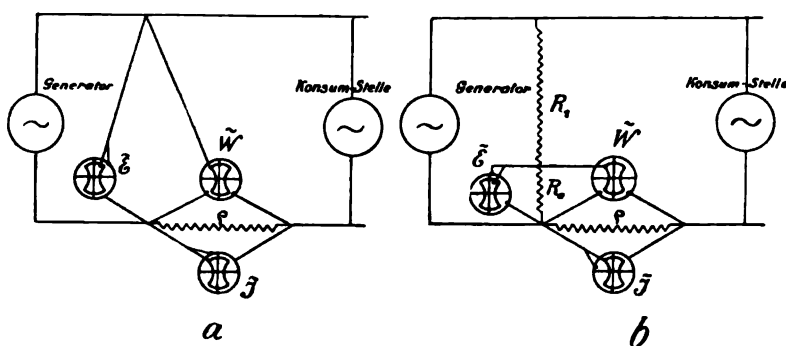 Generator
Konsum-Stelle
~
~
Ẽ
W̃
ρ
J̃
a
Generator
Konsum-Stelle
~
~
R₁
Ẽ
W̃
R₀
ρ
J̃
b